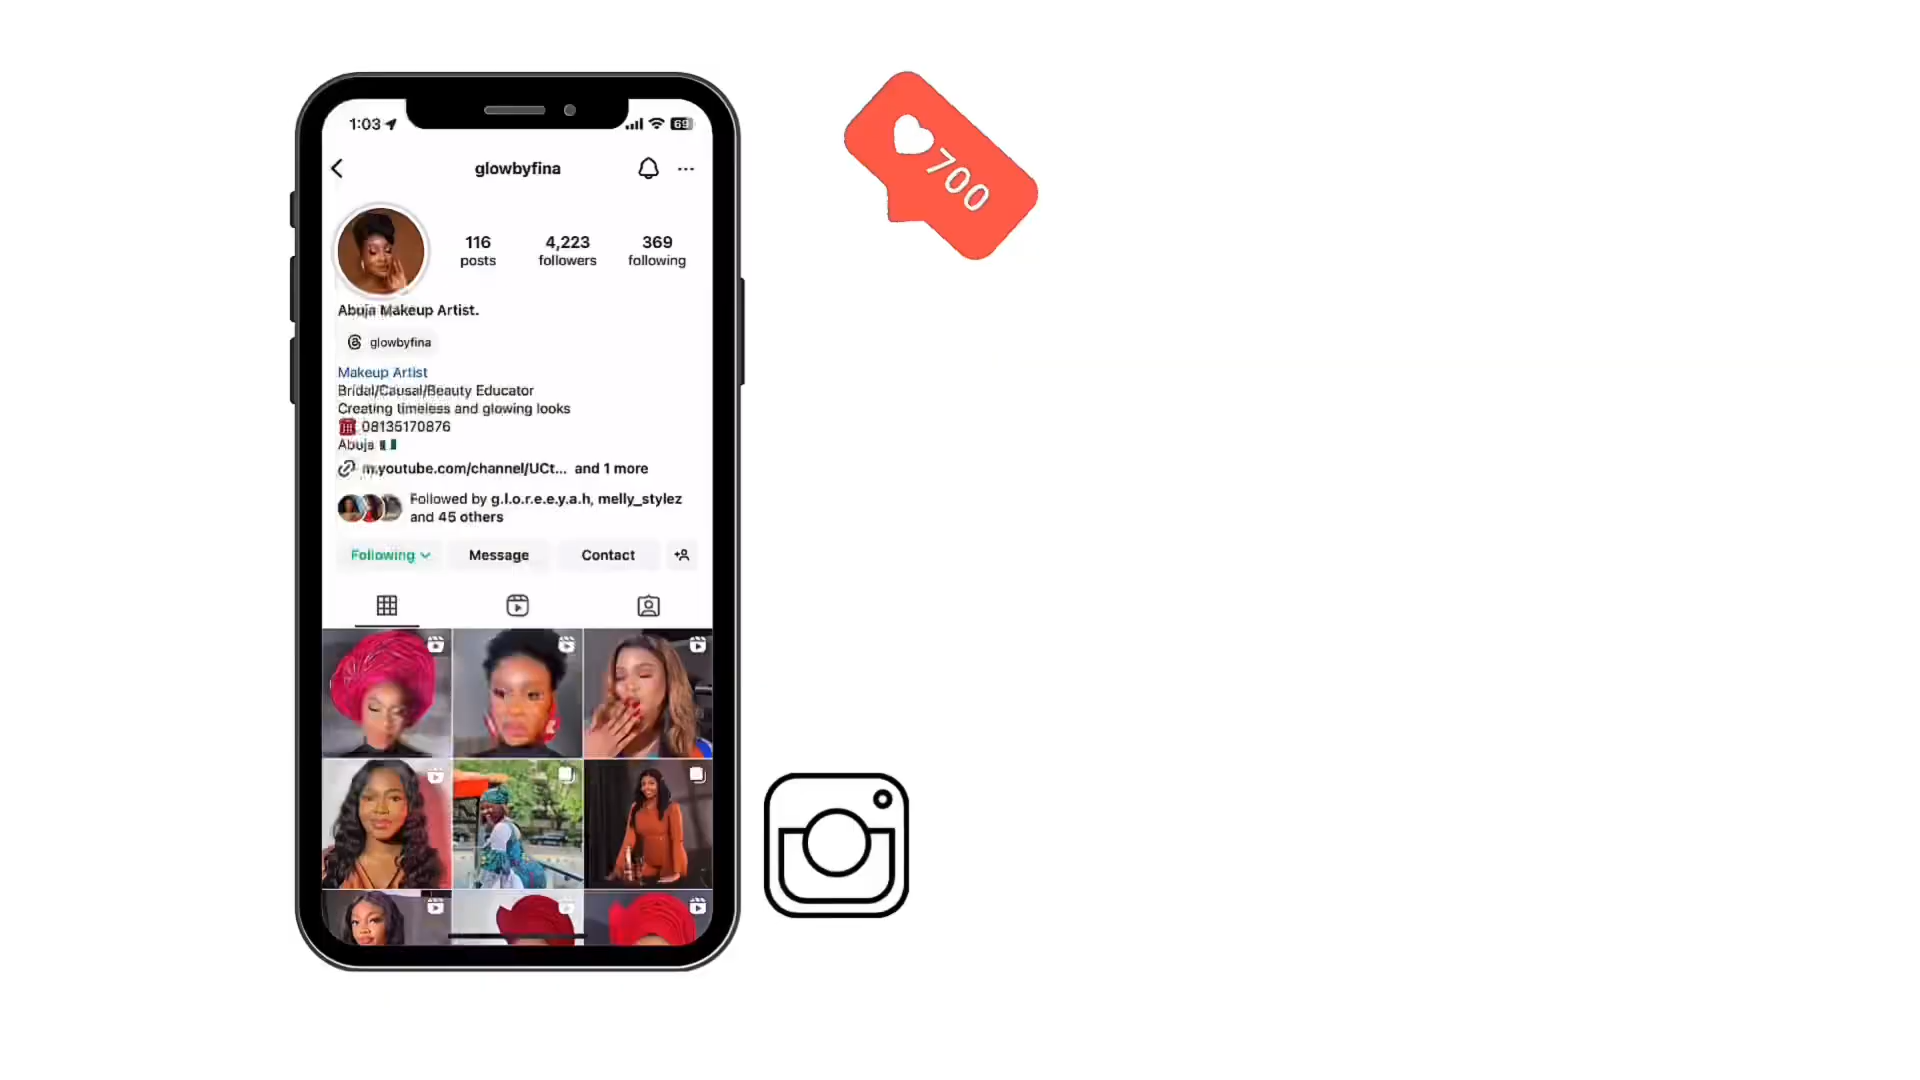 1:03
69
glowbyfina
116
posts
4,223
followers
369
following
Abuja Makeup Artist.
glowbyfina
Makeup Artist
Bridal/Causal/Beauty Educator
Creating timeless and glowing looks
08135170876
Abuja
m.youtube.com/channel/UCt... and 1 more
Followed by g.l.o.r.e.e.y.a.h, melly_stylez
and 45 others
Following
Message
Contact
700